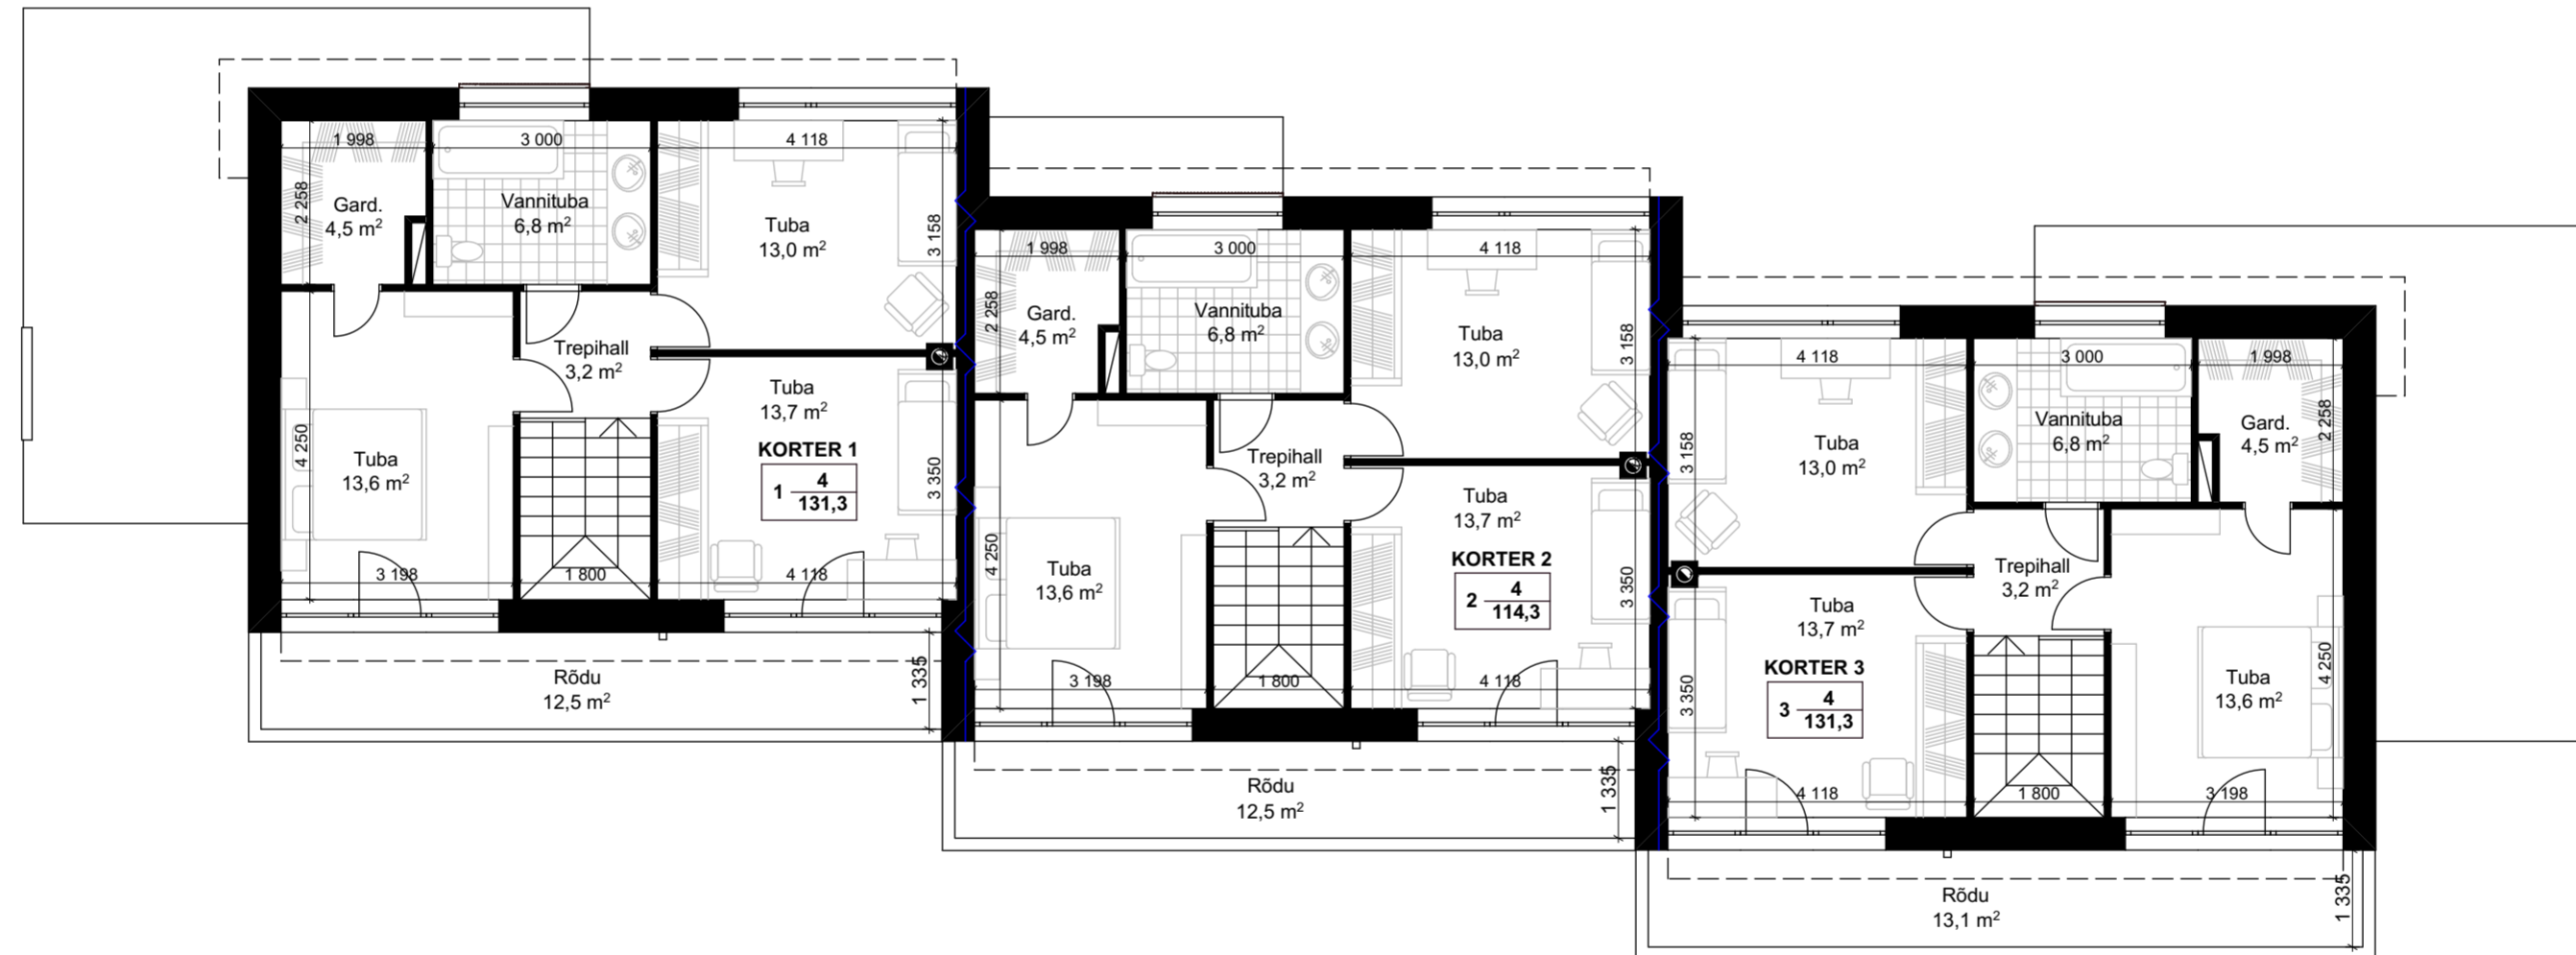 1 998
3 000
4 118
2 258
Gard.
4,5 m²
Vannituba
6,8 m²
Tuba
13,0 m²
3 158
Trepihall
3,2 m²
Tuba
13,7 m²
KORTER 1
1 4
131,3
4 250
Tuba
13,6 m²
3 350
3 198
1 800
4 118
Rõdu
12,5 m²
1 335
1 998
3 000
4 118
2 258
Gard.
4,5 m²
Vannituba
6,8 m²
Tuba
13,0 m²
3 158
Trepihall
3,2 m²
Tuba
13,7 m²
KORTER 2
2 4
114,3
4 250
Tuba
13,6 m²
3 350
3 198
1 800
4 118
Rõdu
12,5 m²
1 335
4 118
3 000
1 998
3 158
Tuba
13,0 m²
Vannituba
6,8 m²
Gard.
4,5 m²
2 258
Trepihall
3,2 m²
Tuba
13,7 m²
KORTER 3
3 4
131,3
3 350
Tuba
13,6 m²
4 250
4 118
1 800
3 198
Rõdu
13,1 m²
1 335